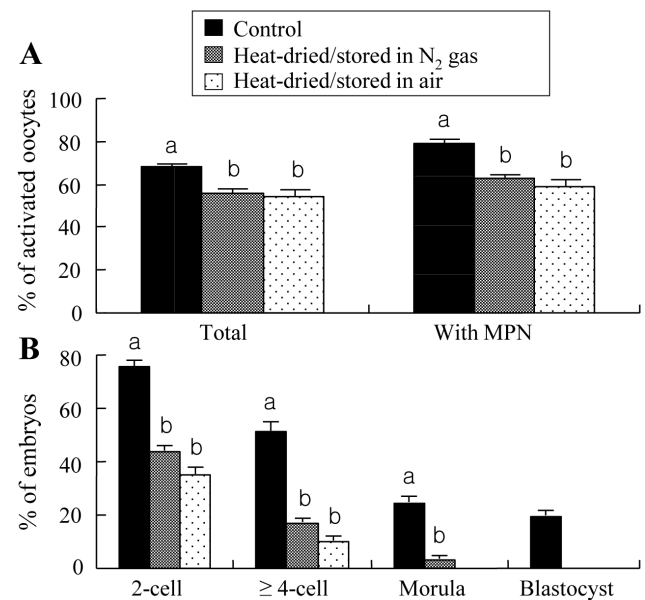 Control
Heat-dried/stored in N2 gas
Heat-dried/stored in air
A
% of activated oocytes
100
80
60
40
20
0
a
b
b
a
b
b
Total
With MPN
B
% of embryos
80
60
40
20
0
a
b
b
a
b
b
a
b
2-cell
≥ 4-cell
Morula
Blastocyst